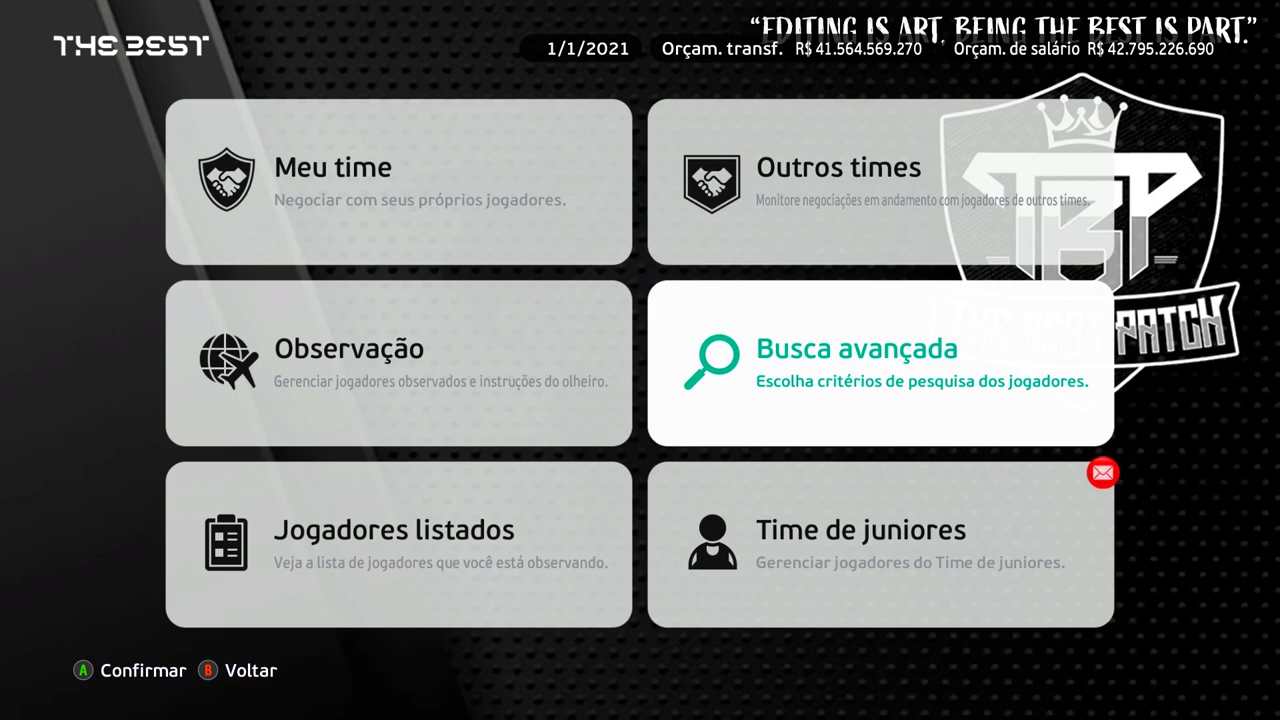 THE BEST
“EDITING IS ART. BEING THE BEST IS PART.”
1/1/2021 Orçam. transf. R$ 41.564.569.270 Orçam. de salário R$ 42.795.226.690
Meu time
Negociar com seus próprios jogadores.
Outros times
Monitore negociações em andamento com jogadores de outros times.
TBP
THE BEST PATCH
Observação
Gerenciar jogadores observados e instruções do olheiro.
Busca avançada
Escolha critérios de pesquisa dos jogadores.
Jogadores listados
Veja a lista de jogadores que você está observando.
Time de juniores
Gerenciar jogadores do Time de juniores.
A Confirmar B Voltar